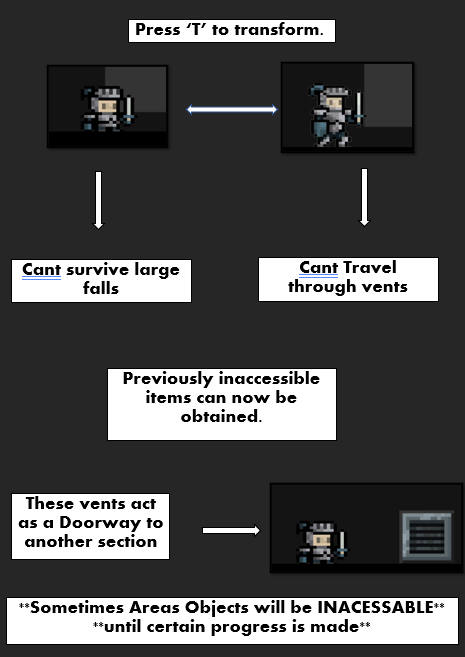 Press ‘T’ to transform.
Cant survive large
falls
Cant Travel
through vents
Previously inaccessible
items can now be
obtained.
These vents act
as a Doorway to
another section
**Sometimes Areas Objects will be INACESSABLE**
**until certain progress is made**